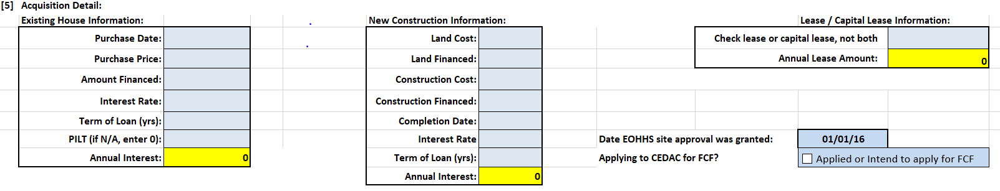 [5] Acquisition Detail:
Existing House Information:
Purchase Date:
Purchase Price:
Amount Financed:
Interest Rate:
Term of Loan (yrs):
PILT (if N/A, enter 0):
Annual Interest: 0
New Construction Information:
Land Cost:
Land Financed:
Construction Cost:
Construction Financed:
Completion Date:
Interest Rate
Term of Loan (yrs):
Annual Interest: 0
Lease / Capital Lease Information:
Check lease or capital lease, not both
Annual Lease Amount: 0
Date EOHHS site approval was granted: 01/01/16
Applying to CEDAC for FCF? Applied or Intend to apply for FCF